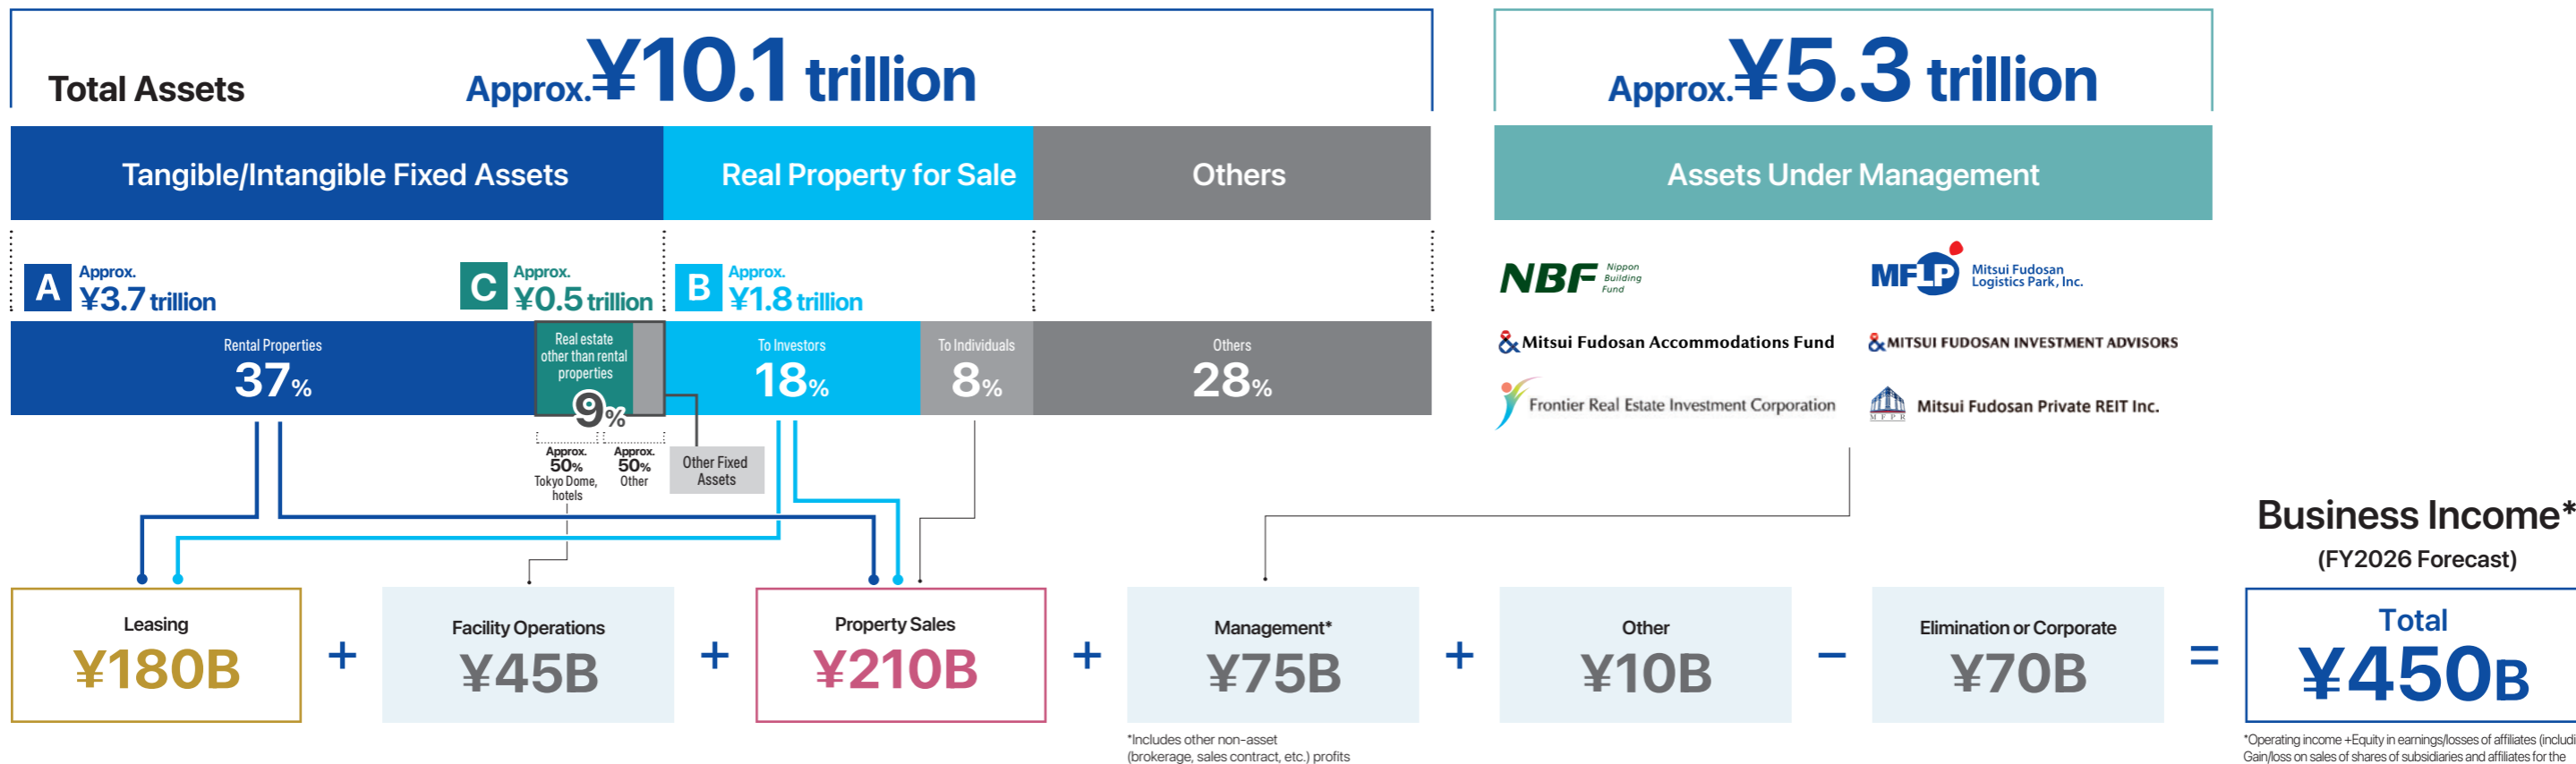 Total Assets
Approx.¥10.1 trillion
Approx.¥5.3 trillion
Tangible/Intangible Fixed Assets
Real Property for Sale
Others
Assets Under Management
A
Approx.
¥3.7 trillion
C
Approx.
¥0.5 trillion
B
Approx.
¥1.8 trillion
Rental Properties
37%
Real estate
other than rental
properties
9%
To Investors
18%
To Individuals
8%
Others
28%
Approx.
50%
Tokyo Dome,
hotels
Approx.
50%
Other
Other Fixed
Assets
NBF Nippon
Building
Fund
MFLP Mitsui Fudosan
Logistics Park, Inc.
& Mitsui Fudosan Accommodations Fund
& MITSUI FUDOSAN INVESTMENT ADVISORS
Frontier Real Estate Investment Corporation
MFPR Mitsui Fudosan Private REIT Inc.
Business Income*
(FY2026 Forecast)
Leasing
¥180B
+
Facility Operations
¥45B
+
Property Sales
¥210B
+
Management*
¥75B
+
Other
¥10B
−
Elimination or Corporate
¥70B
=
Total
¥450B
*Includes other non-asset
(brokerage, sales contract, etc.) profits
*Operating income +Equity in earnings/losses of affiliates (includi
Gain/loss on sales of shares of subsidiaries and affiliates for the